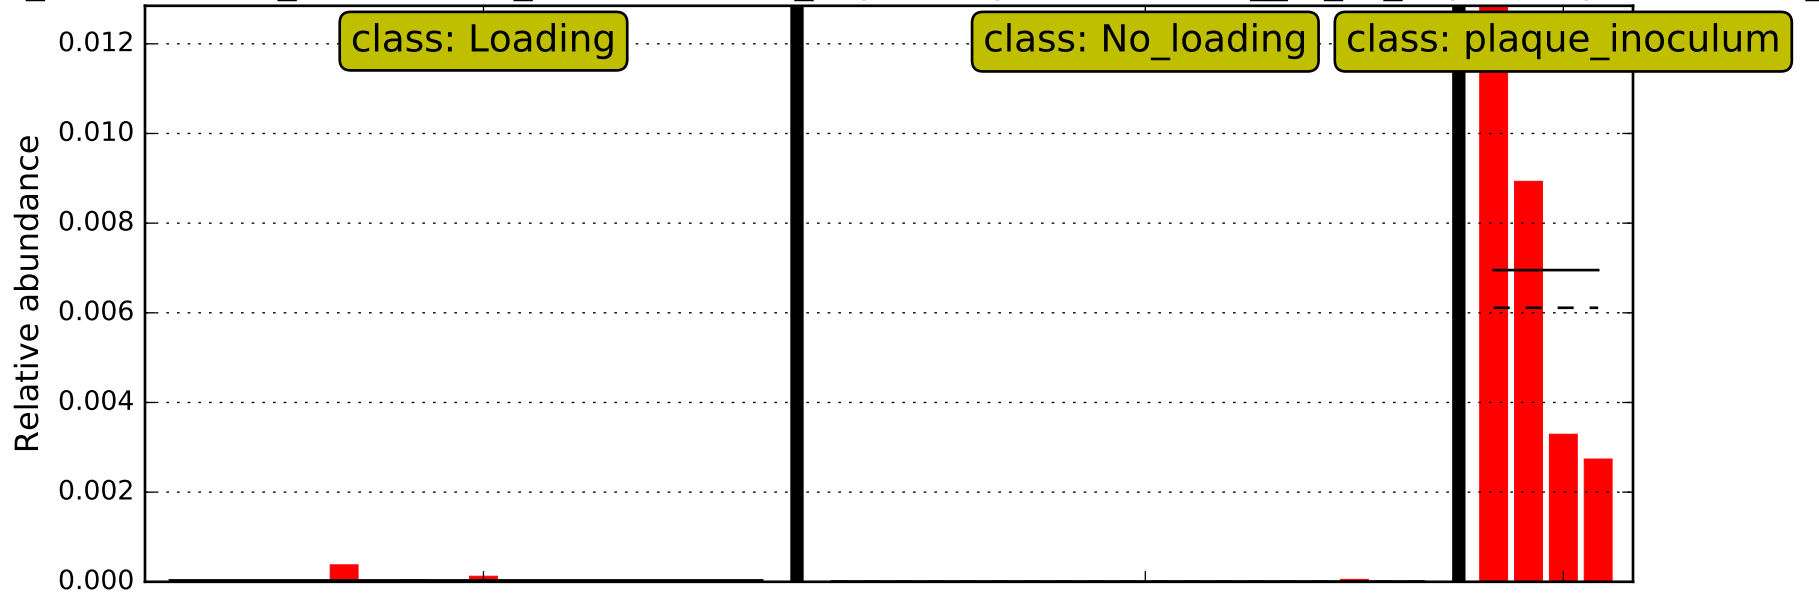 class: Loading
class: No_loading
class: plaque_inoculum
Relative abundance
0.012
0.010
0.008
0.006
0.004
0.002
0.000